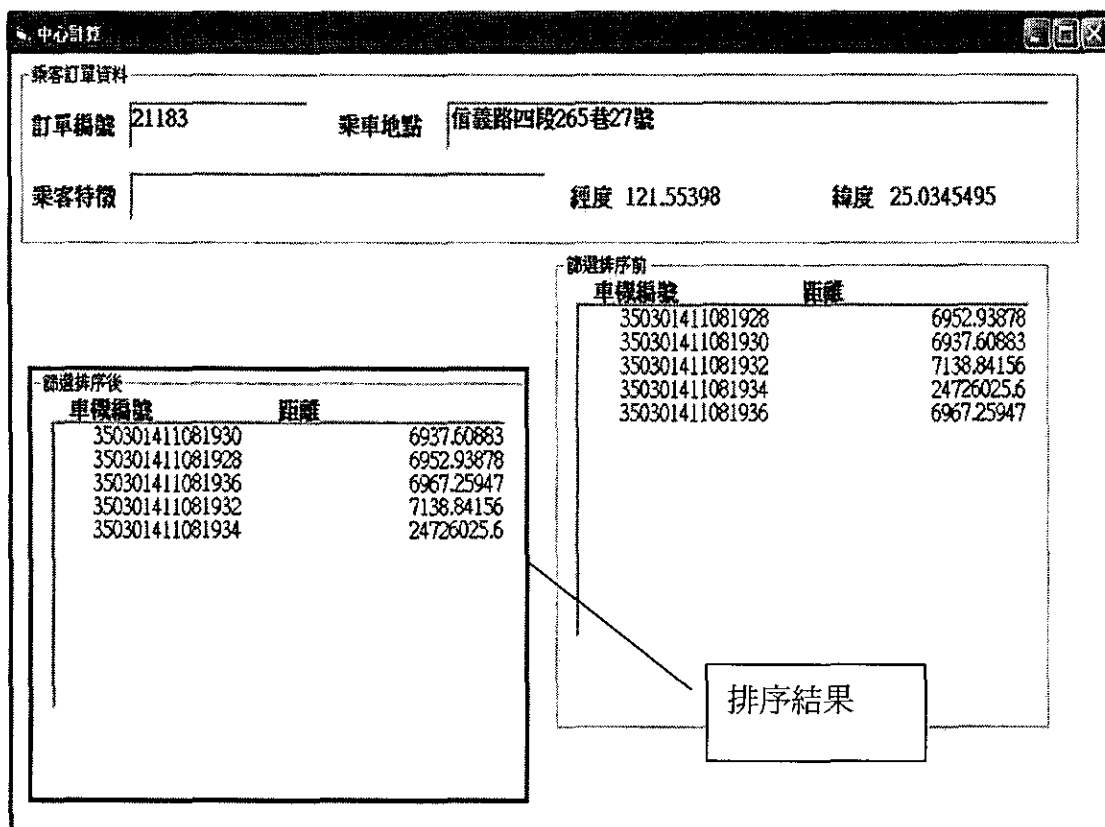 中心計算
乘客訂單資料
訂單編號 21183 乘車地點 信義路四段265巷27號
乘客特徵 經度 121.55398 緯度 25.0345495
篩選排序前
車機編號 距離
350301411081928 6952.93878
350301411081930 6937.60883
350301411081932 7138.84156
350301411081934 24726025.6
350301411081936 6967.25947
篩選排序後
車機編號 距離
350301411081930 6937.60883
350301411081928 6952.93878
350301411081936 6967.25947
350301411081932 7138.84156
350301411081934 24726025.6
排序結果